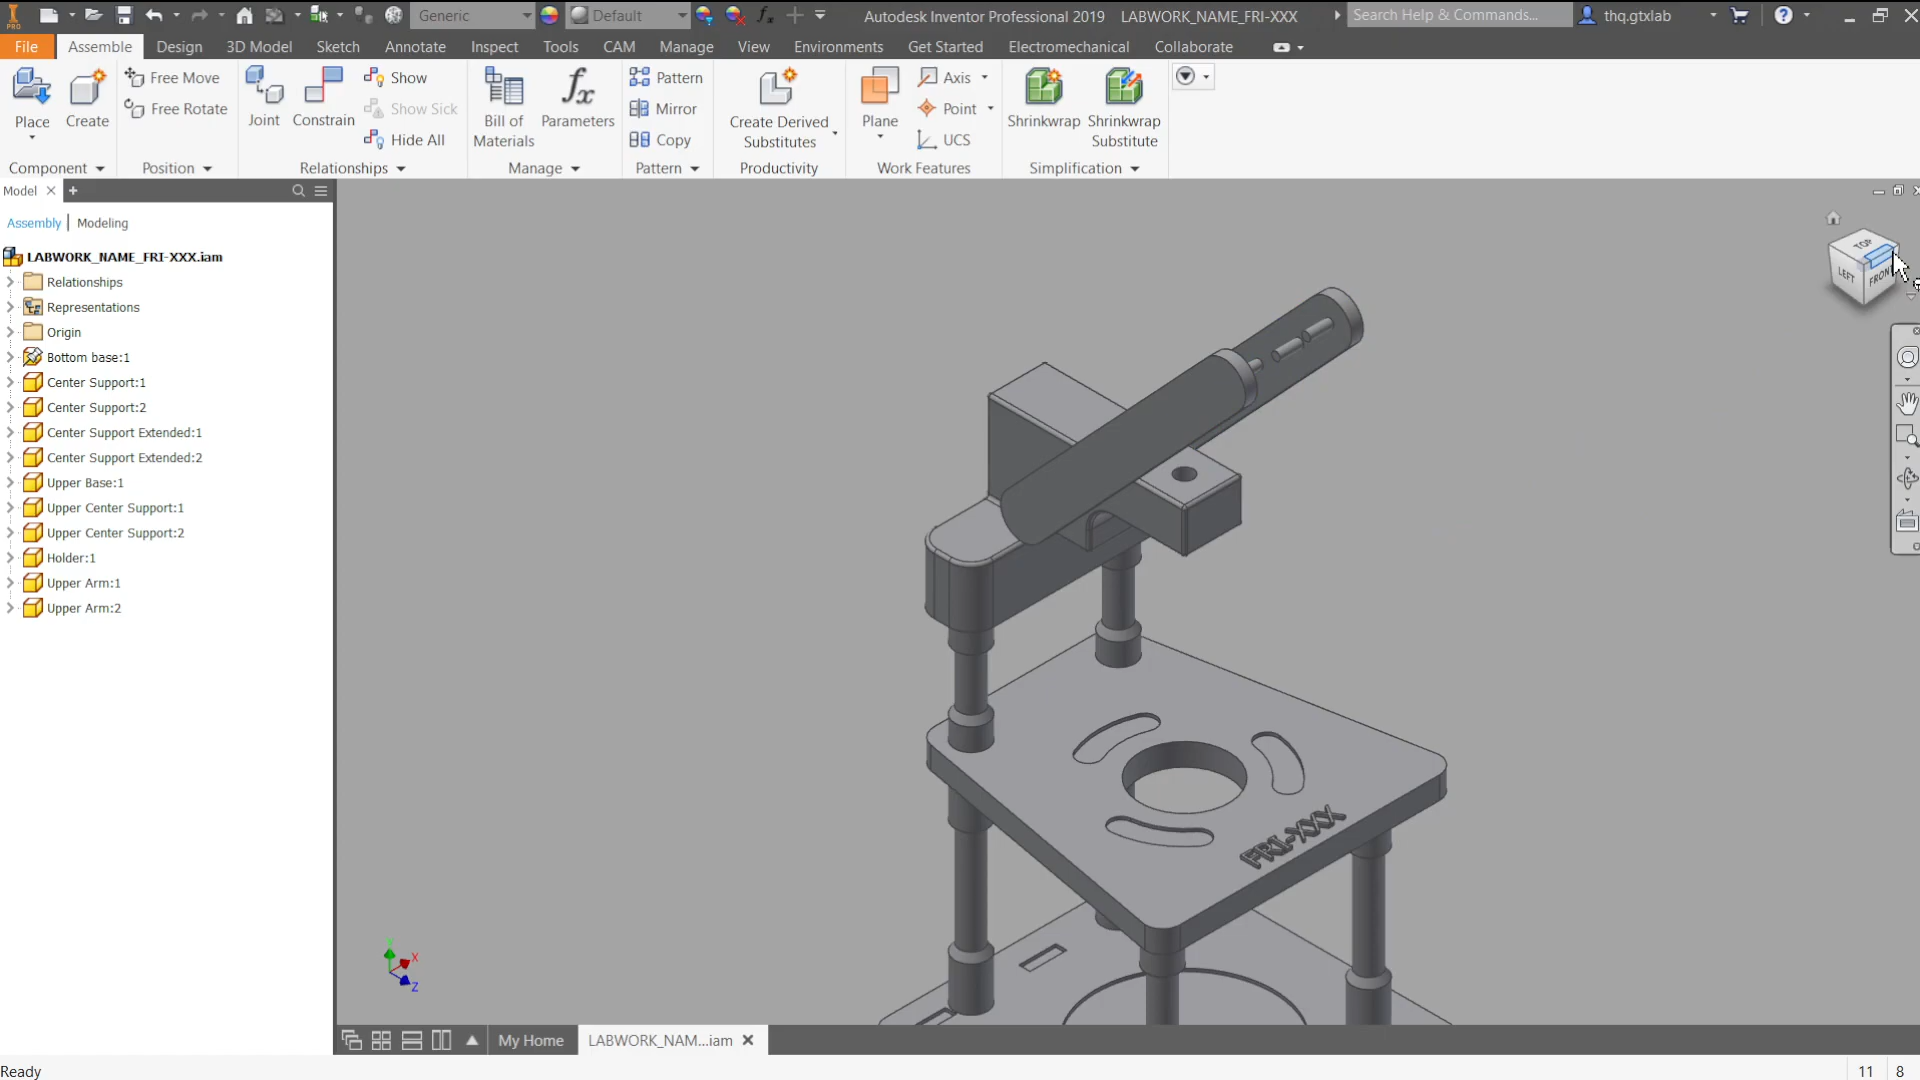 PRO
Generic
Default
Autodesk Inventor Professional 2019 LABWORK_NAME_FRI-XXX
Search Help & Commands...
thq.gtxlab
File
Assemble
Design
3D Model
Sketch
Annotate
Inspect
Tools
CAM
Manage
View
Environments
Get Started
Electromechanical
Collaborate
Place
Create
Free Move
Free Rotate
Joint
Constrain
Show
Show Sick
Hide All
Bill of
Materials
Parameters
Pattern
Mirror
Copy
Create Derived
Substitutes
Plane
Axis
Point
UCS
Shrinkwrap
Shrinkwrap
Substitute
Component
Position
Relationships
Manage
Pattern
Productivity
Work Features
Simplification
Model
Assembly | Modeling
LABWORK_NAME_FRI-XXX.iam
Relationships
Representations
Origin
Bottom base:1
Center Support:1
Center Support:2
Center Support Extended:1
Center Support Extended:2
Upper Base:1
Upper Center Support:1
Upper Center Support:2
Holder:1
Upper Arm:1
Upper Arm:2
TOP
LEFT
FRONT
FRI-XXX
Y
X
Z
My Home
LABWORK_NAM...iam
Ready
11
8